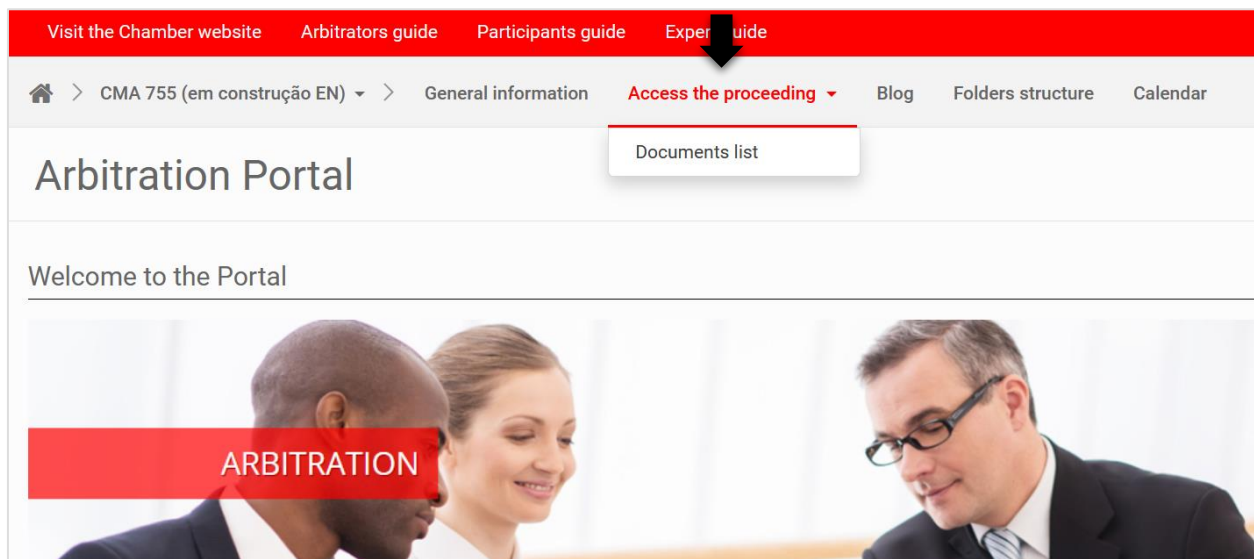 Visit the Chamber website Arbitrators guide Participants guide Exper uide
CMA 755 (em construção EN) General information Access the proceeding Blog Folders structure Calendar
Documents list
Arbitration Portal
Welcome to the Portal
ARBITRATION